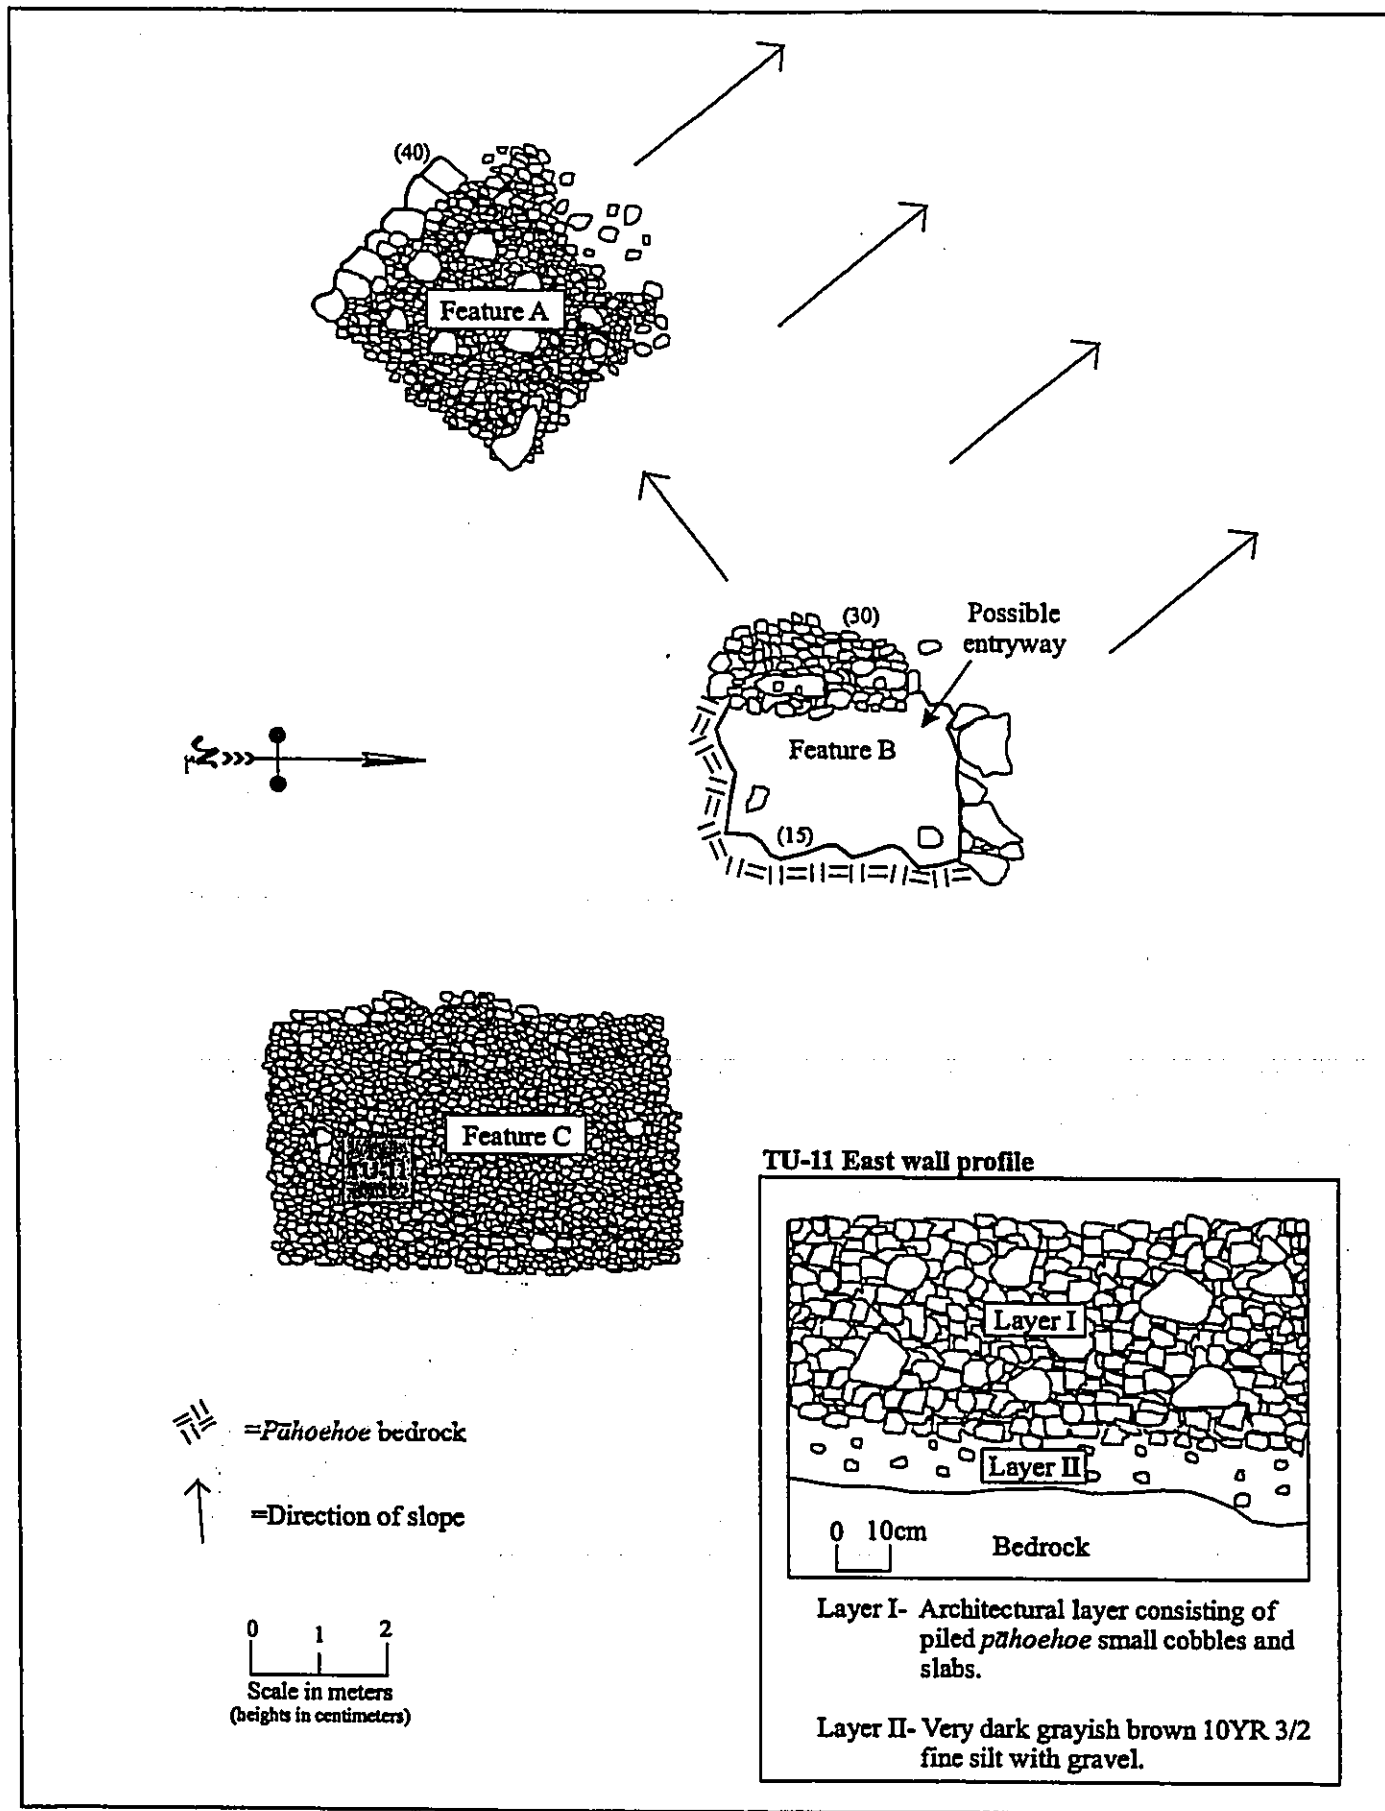 (40)
Feature A
(30)
Possible
entryway
Feature B
(15)
Feature C
TU-11
TU-11 East wall profile
Layer I
Layer II
0 10cm
Bedrock
Layer I- Architectural layer consisting of
piled pāhoehoe small cobbles and
slabs.
Layer II- Very dark grayish brown 10YR 3/2
fine silt with gravel.
=Pāhoehoe bedrock
=Direction of slope
0 1 2
Scale in meters
(heights in centimeters)